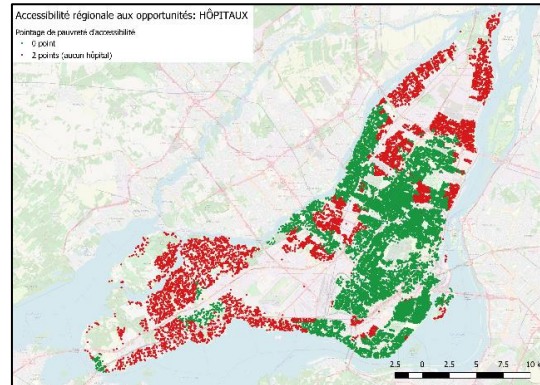 Accessibilité régionale aux opportunités: HÔPITAUX
Pointage de pauvreté d'accessibilité
0 point
2 points (aucun hôpital)
2.5 0 2.5 5 7.5 10 k